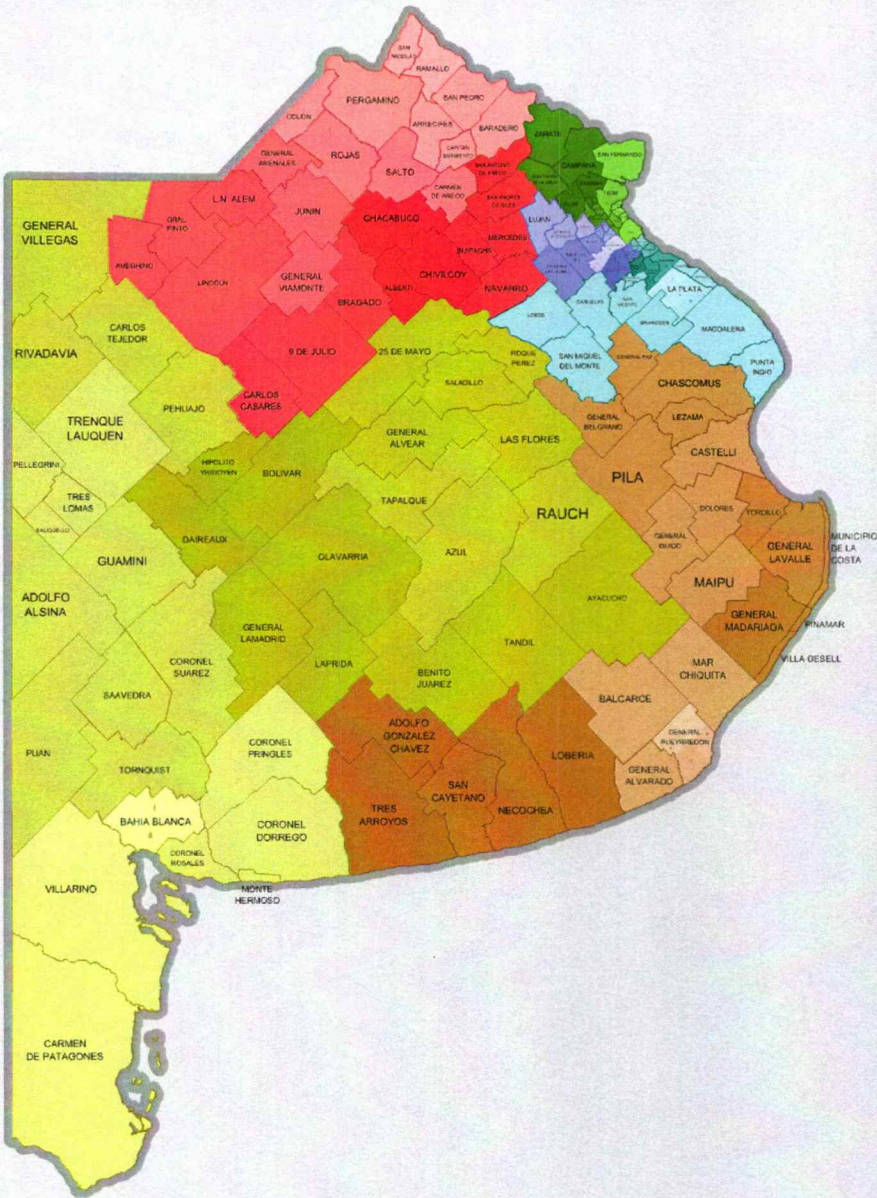 SAN
NICOLAS
RAMALLO
PERGAMINO
SAN PEDRO
COLON
ARRECIFES
BARADERO
ZARATE
CAPITAN
SARMIENTO
GENERAL
ARENALES
ROJAS
SALTO
SAN ANTONIO
DE ARECO
CAMPANA
SAN FERNANDO
CARMEN
DE ARECO
L.N. ALEM
JUNIN
CHACABUCO
LUJAN
GENERAL
VILLEGAS
GRAL
PINTO
SUIPACHA
MERCEDES
AMEGHINO
LINCOLN
GENERAL
VIAMONTE
BRAGADO
ALBERTI
CHIVILCOY
NAVARRO
LA PLATA
LOBOS
CAÑUELAS
SAN
VICENTE
BRANDSEN
MAGDALENA
RIVADAVIA
CARLOS
TEJEDOR
9 DE JULIO
25 DE MAYO
ROQUE
PEREZ
SAN MIGUEL
DEL MONTE
GENERAL PAZ
PUNTA
INDIO
SALADILLO
CHASCOMUS
TRENQUE
LAUQUEN
PEHUAJO
CARLOS
CASARES
GENERAL
BELGRANO
LEZAMA
GENERAL
ALVEAR
LAS FLORES
CASTELLI
PELLEGRINI
HIPOLITO
YRIGOYEN
BOLIVAR
PILA
TRES
LOMAS
TAPALQUE
RAUCH
DOLORES
TORDILLO
SALIQUELLO
DAIREAUX
GENERAL
GUIDO
GENERAL
LAVALLE
MUNICIPIO
DE LA
COSTA
GUAMINI
OLAVARRIA
AZUL
MAIPU
ADOLFO
ALSINA
AYACUCHO
GENERAL
MADARIAGA
PINAMAR
GENERAL
LAMADRID
TANDIL
VILLA GESELL
CORONEL
SUAREZ
LAPRIDA
BENITO
JUAREZ
MAR
CHIQUITA
SAAVEDRA
BALCARCE
PUAN
CORONEL
PRINGLES
ADOLFO
GONZALEZ
CHAVEZ
LOBERIA
GENERAL
PUEYRREDON
TORNQUIST
SAN
CAYETANO
GENERAL
ALVARADO
TRES
ARROYOS
NECOCHEA
BAHIA BLANCA
CORONEL
DORREGO
CORONEL
ROSALES
VILLARINO
MONTE
HERMOSO
CARMEN
DE PATAGONES